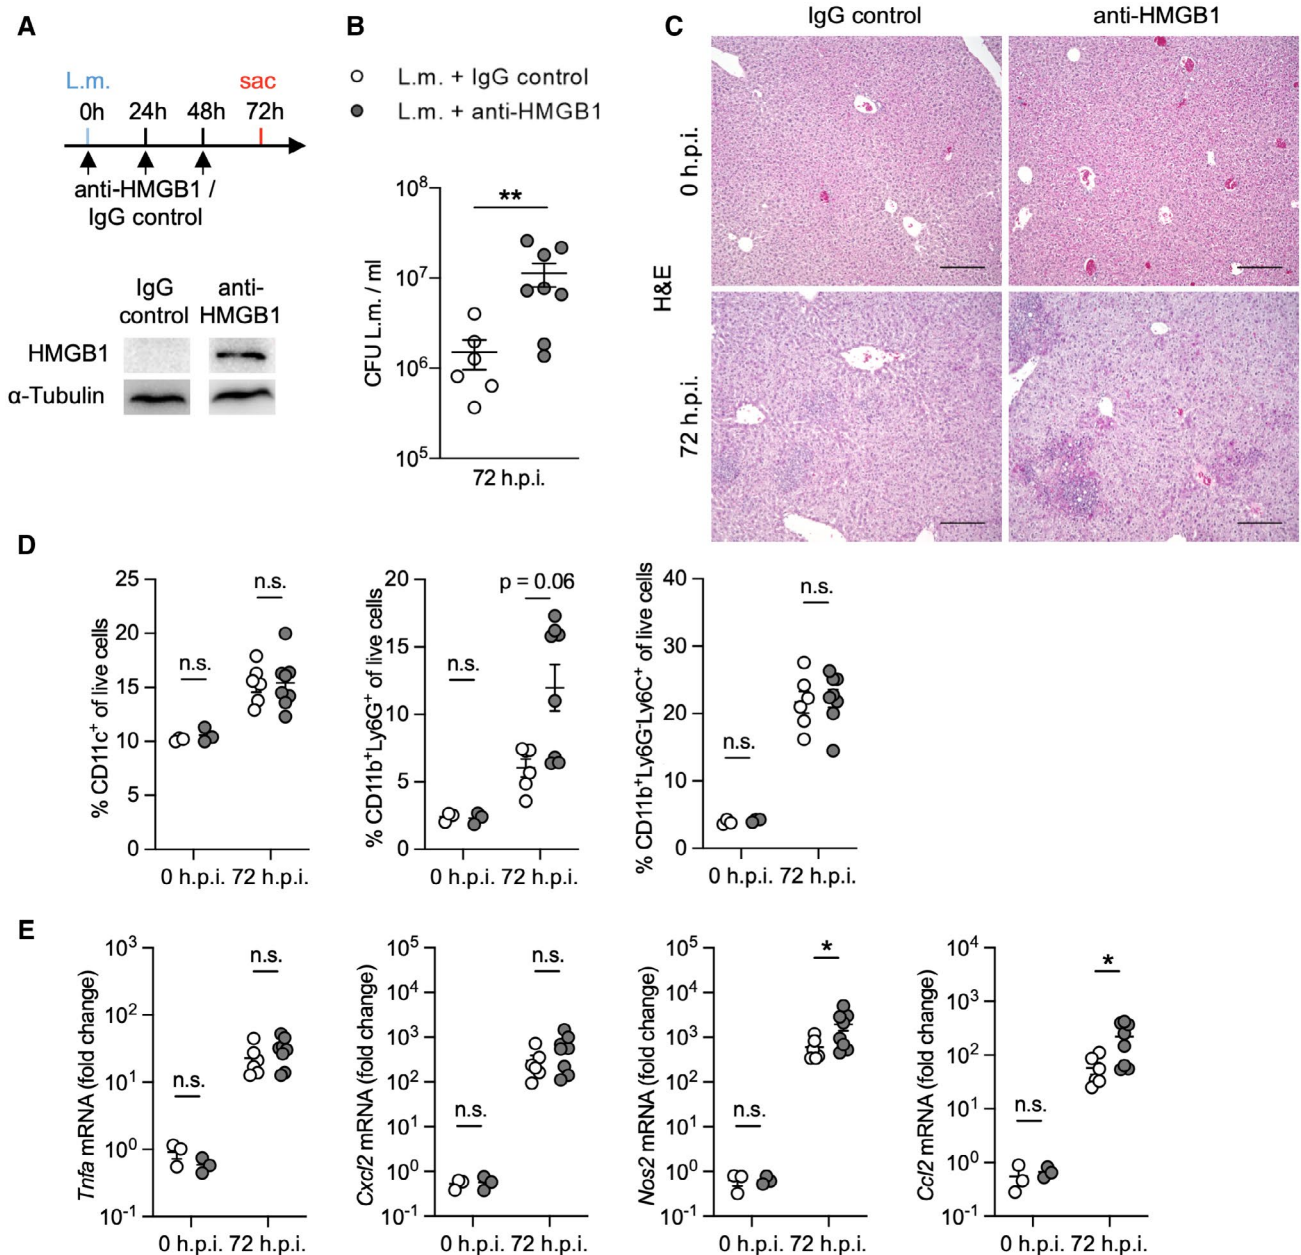 A
L.m.
sac
0h 24h 48h 72h
anti-HMGB1 /
IgG control
IgG
control
anti-
HMGB1
HMGB1
α-Tubulin
B
L.m. + IgG control
L.m. + anti-HMGB1
CFU L.m. / ml
10⁸
10⁷
10⁶
10⁵
**
72 h.p.i.
C
IgG control
anti-HMGB1
H&E
0 h.p.i.
72 h.p.i.
D
% CD11c⁺ of live cells
25
20
15
10
5
0
n.s.
n.s.
0 h.p.i. 72 h.p.i.
% CD11b⁺Ly6G⁺ of live cells
20
15
10
5
0
n.s.
p = 0.06
0 h.p.i. 72 h.p.i.
% CD11b⁺Ly6G⁻Ly6C⁺ of live cells
40
30
20
10
0
n.s.
n.s.
0 h.p.i. 72 h.p.i.
E
Tnfa mRNA (fold change)
10³
10²
10¹
10⁰
10⁻¹
n.s.
n.s.
0 h.p.i. 72 h.p.i.
Cxcl2 mRNA (fold change)
10⁵
10⁴
10³
10²
10¹
10⁰
10⁻¹
n.s.
n.s.
0 h.p.i. 72 h.p.i.
Nos2 mRNA (fold change)
10⁵
10⁴
10³
10²
10¹
10⁰
10⁻¹
n.s.
*
0 h.p.i. 72 h.p.i.
Ccl2 mRNA (fold change)
10⁴
10³
10²
10¹
10⁰
10⁻¹
n.s.
*
0 h.p.i. 72 h.p.i.